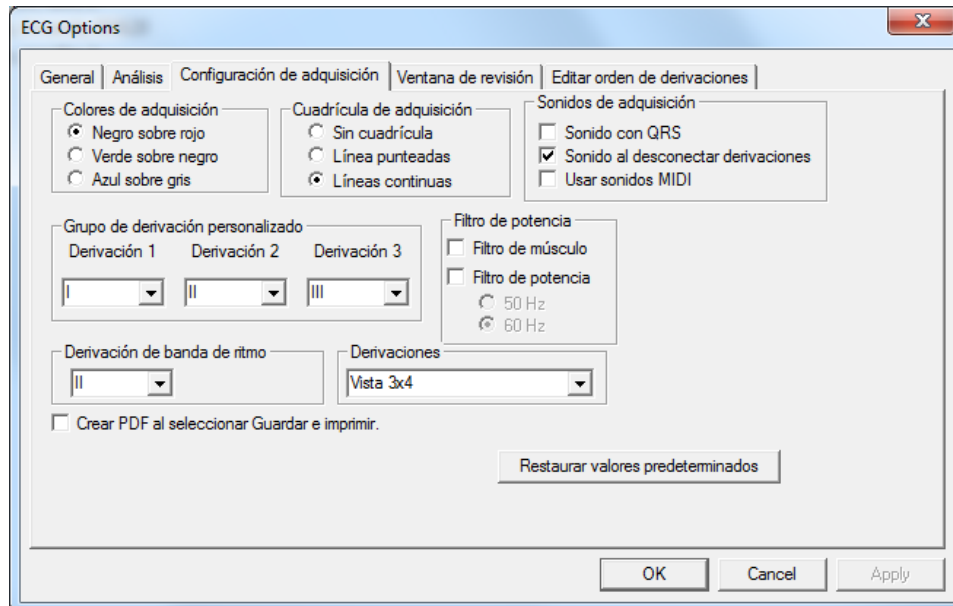 ECG Options
General Análisis Configuración de adquisición Ventana de revisión Editar orden de derivaciones
Colores de adquisición
Negro sobre rojo
Verde sobre negro
Azul sobre gris
Cuadrícula de adquisición
Sin cuadrícula
Línea punteadas
Líneas continuas
Sonidos de adquisición
Sonido con QRS
Sonido al desconectar derivaciones
Usar sonidos MIDI
Grupo de derivación personalizado
Derivación 1 Derivación 2 Derivación 3
I II III
Filtro de potencia
Filtro de músculo
Filtro de potencia
50 Hz
60 Hz
Derivación de banda de ritmo
II
Derivaciones
Vista 3x4
Crear PDF al seleccionar Guardar e imprimir.
Restaurar valores predeterminados
OK Cancel Apply